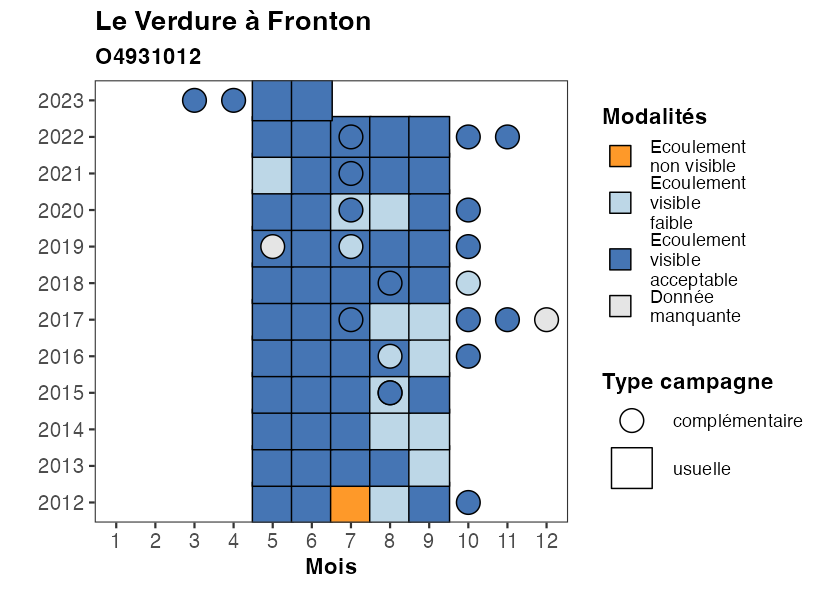 Le Verdure à Fronton
O4931012
2023
2022
2021
2020
2019
2018
2017
2016
2015
2014
2013
2012
1 2 3 4 5 6 7 8 9 10 11 12
Mois
Modalités
Ecoulement
non visible
Ecoulement
visible
faible
Ecoulement
visible
acceptable
Donnée
manquante
Type campagne
complémentaire
usuelle